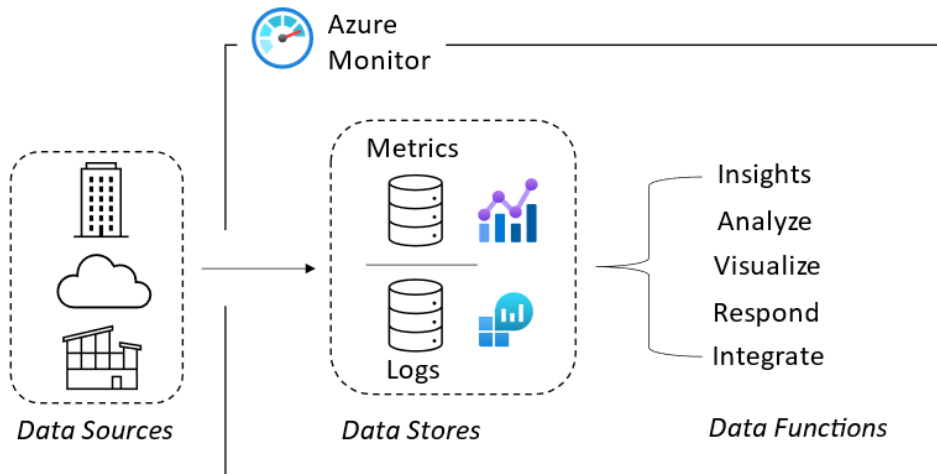 Azure
Monitor
Metrics
Logs
Insights
Analyze
Visualize
Respond
Integrate
Data Sources
Data Stores
Data Functions